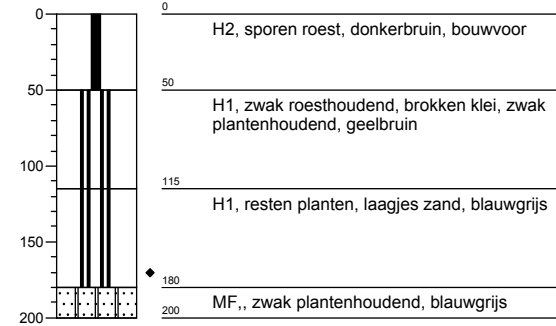 0
0
H2, sporen roest, donkerbruin, bouwvoor
50
50
H1, zwak roesthoudend, brokken klei, zwak
plantenhoudend, geelbruin
100
115
H1, resten planten, laagjes zand, blauwgrijs
150
180
MF,, zwak plantenhoudend, blauwgrijs
200
200